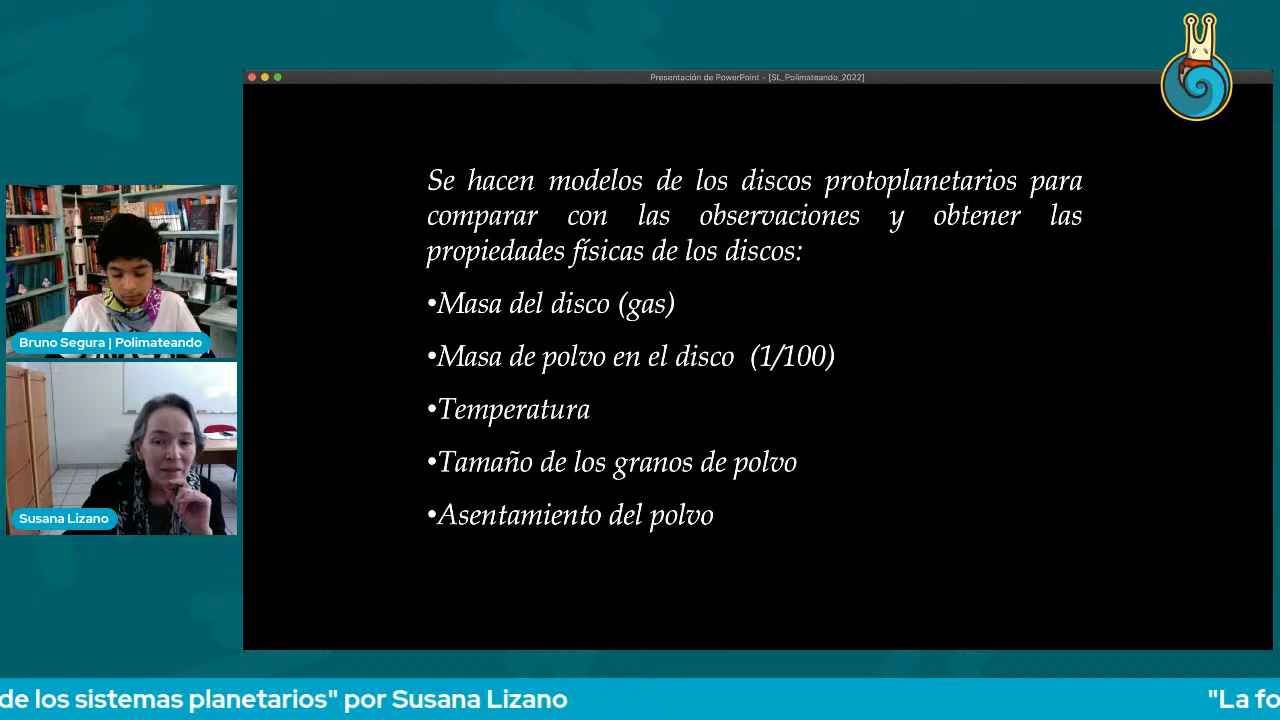 Presentación de PowerPoint - [SL_Polimateando_2022]
Se hacen modelos de los discos protoplanetarios para
comparar con las observaciones y obtener las
propiedades físicas de los discos:
•Masa del disco (gas)
•Masa de polvo en el disco (1/100)
•Temperatura
•Tamaño de los granos de polvo
•Asentamiento del polvo
Bruno Segura | Polimateando
Susana Lizano
de los sistemas planetarios" por Susana Lizano
"La fo